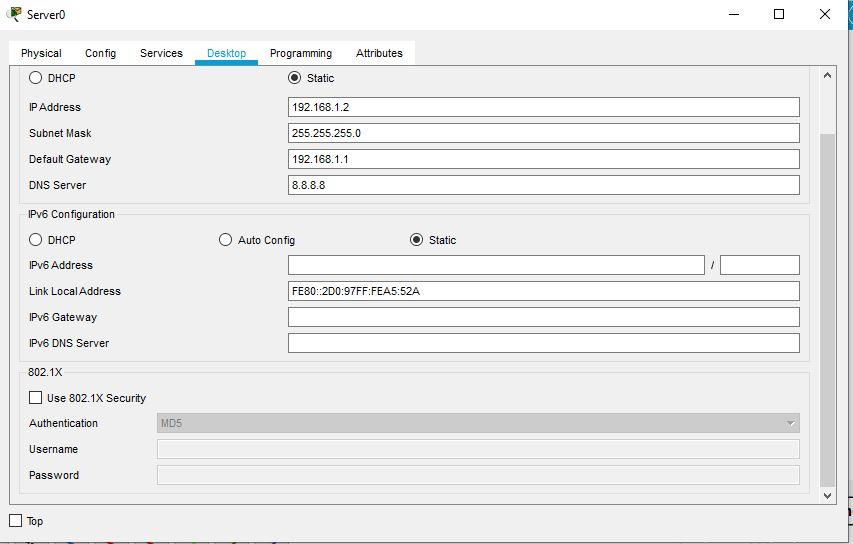 Server0
Physical Config Services Desktop Programming Attributes
DHCP Static
IP Address 192.168.1.2
Subnet Mask 255.255.255.0
Default Gateway 192.168.1.1
DNS Server 8.8.8.8
IPv6 Configuration
DHCP Auto Config Static
IPv6 Address /
Link Local Address FE80::2D0:97FF:FEA5:52A
IPv6 Gateway
IPv6 DNS Server
802.1X
Use 802.1X Security
Authentication MD5
Username
Password
Top